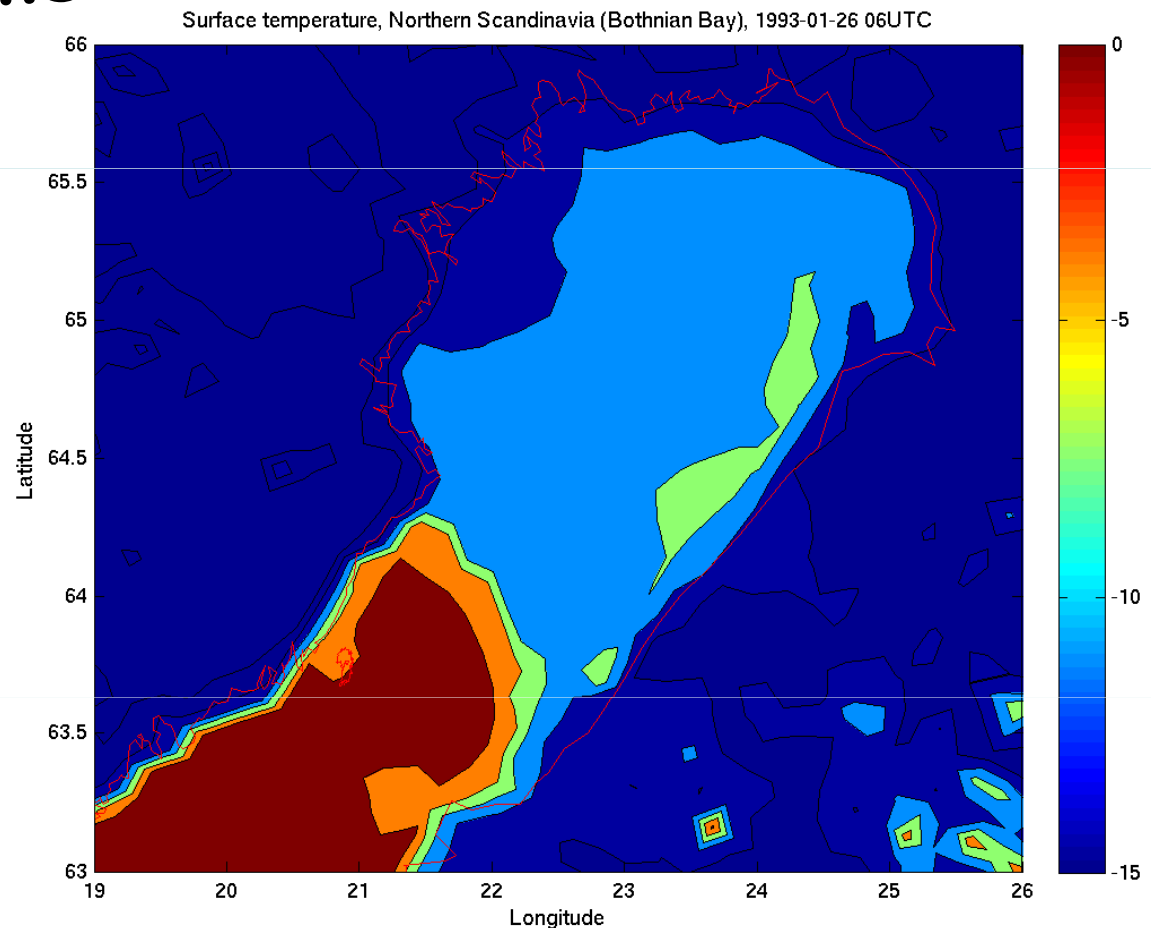 Surface temperature, Northern Scandinavia (Bothnian Bay), 1993-01-26 06UTC
66
65.5
65
64.5
64
63.5
63
Latitude
19 20 21 22 23 24 25 26
Longitude
0
-5
-10
-15